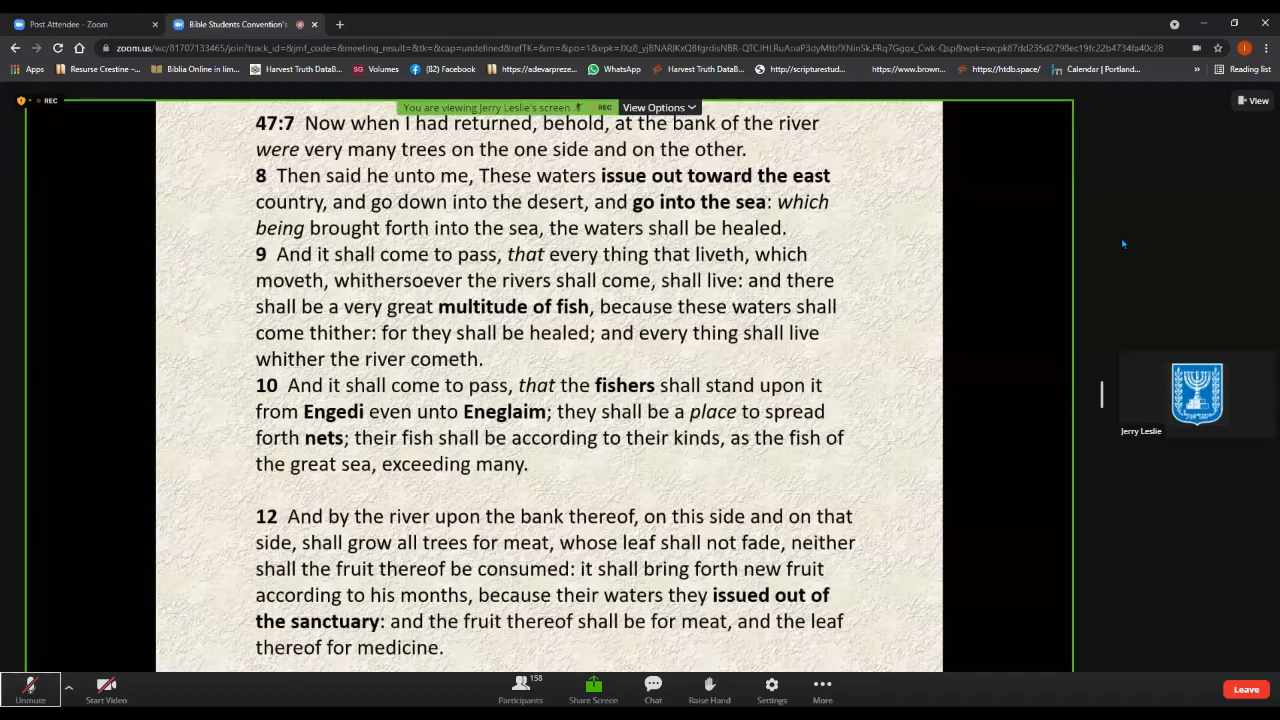 Post Attendee - Zoom
Bible Students Convention's
zoom.us/wc/81707133465/join?track_id=&jmf_code=&meeting_result=&tk=&cap=undefined&refTK=&rm=&po=1&epk=
Apps
Resurse Crestine -...
Biblia Online in lim...
Harvest Truth DataB...
SG Volumes
(B2) Facebook
https://adevarpreze...
WhatsApp
Harvest Truth DataB...
http://scripturestud...
https://www.brown...
https://htdb.space/
Calendar | Portland...
»
Reading list
REC
You are viewing Jerry Leslie's screen
REC
View Options
View
47:7 Now when I had returned, behold, at the bank of the river
were very many trees on the one side and on the other.
8 Then said he unto me, These waters issue out toward the east
country, and go down into the desert, and go into the sea: which
being brought forth into the sea, the waters shall be healed.
9 And it shall come to pass, that every thing that liveth, which
moveth, whithersoever the rivers shall come, shall live: and there
shall be a very great multitude of fish, because these waters shall
come thither: for they shall be healed; and every thing shall live
whither the river cometh.
10 And it shall come to pass, that the fishers shall stand upon it
from Engedi even unto Eneglaim; they shall be a place to spread
forth nets; their fish shall be according to their kinds, as the fish of
the great sea, exceeding many.
12 And by the river upon the bank thereof, on this side and on that
side, shall grow all trees for meat, whose leaf shall not fade, neither
shall the fruit thereof be consumed: it shall bring forth new fruit
according to his months, because their waters they issued out of
the sanctuary: and the fruit thereof shall be for meat, and the leaf
thereof for medicine.
Jerry Leslie
Unmute
Start Video
158
Participants
Share Screen
Chat
Raise Hand
Settings
More
Leave